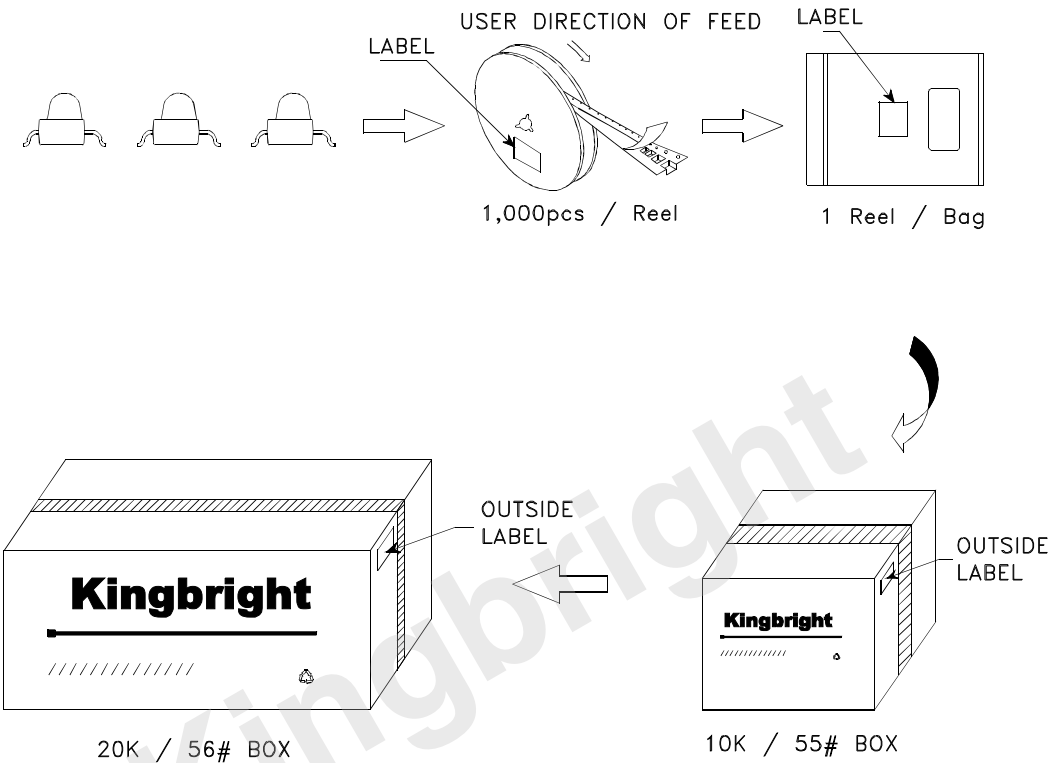 USER DIRECTION OF FEED
LABEL
LABEL
1,000pcs / Reel
1 Reel / Bag
OUTSIDE
LABEL
OUTSIDE
LABEL
Kingbright
Kingbright
Kingbright
20K / 56# BOX
10K / 55# BOX